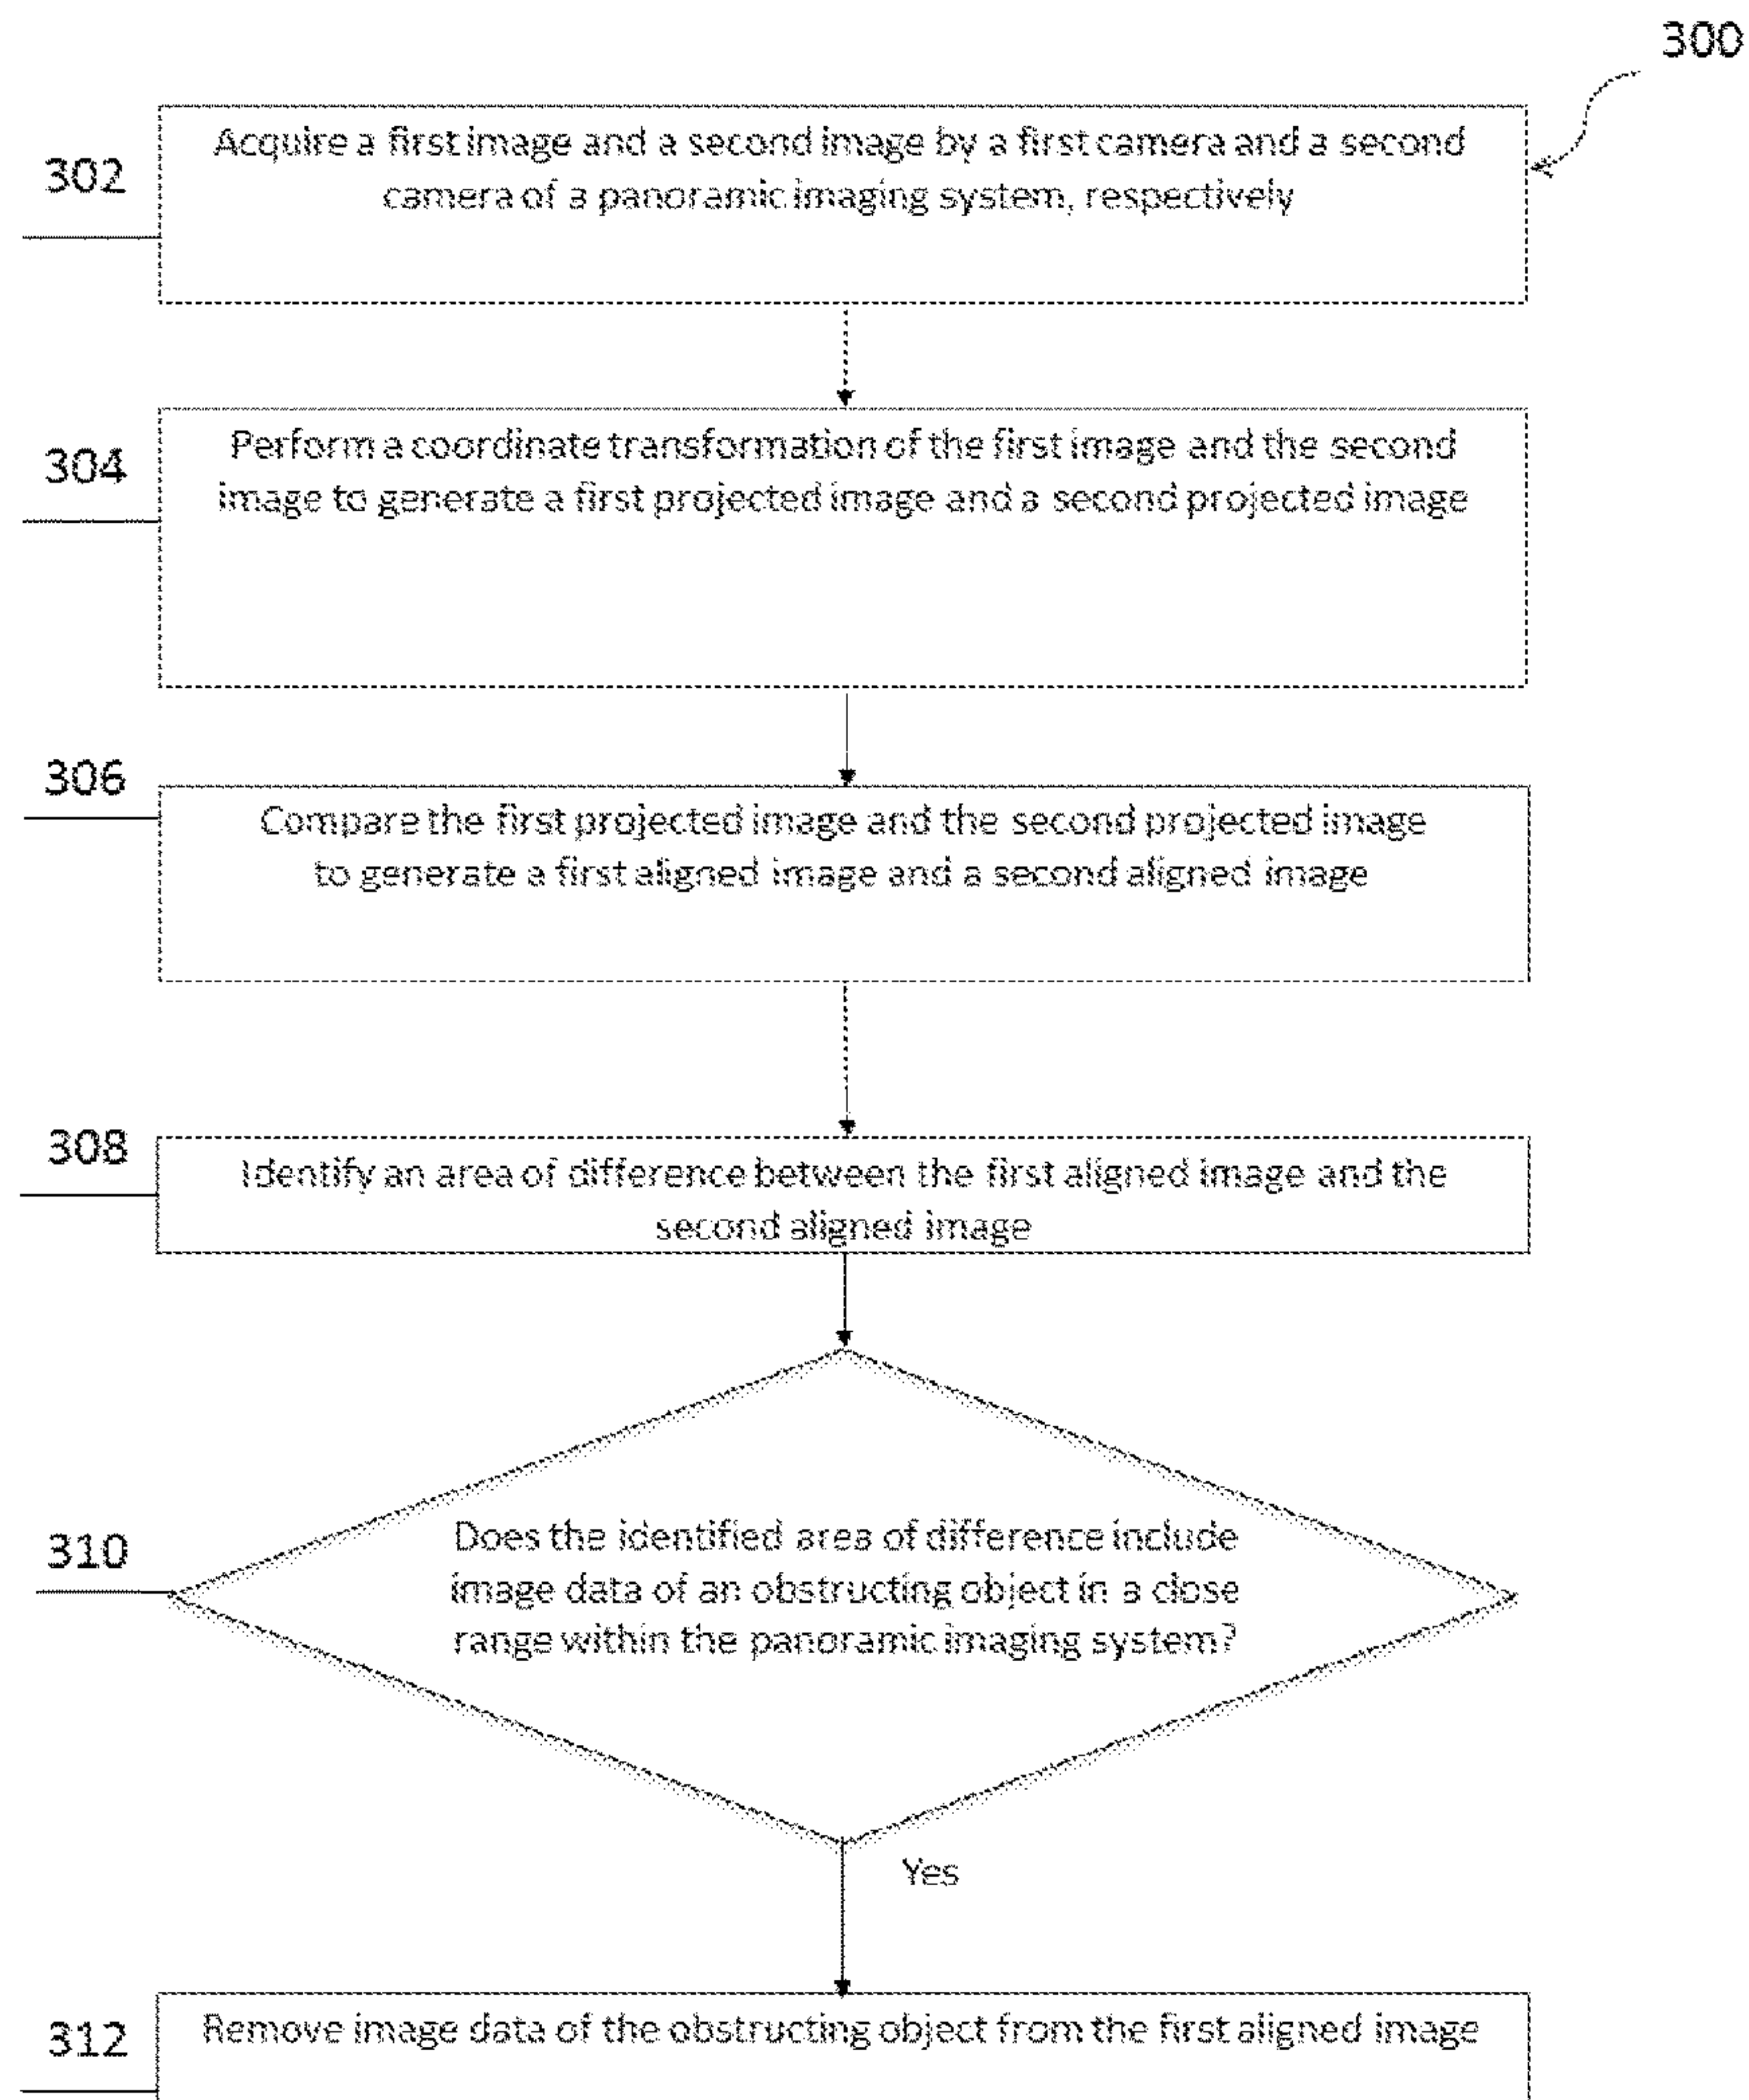 300
302
Acquire a first image and a second image by a first camera and a second
camera of a panoramic imaging system, respectively
304
Perform a coordinate transformation of the first image and the second
image to generate a first projected image and a second projected image
306
Compare the first projected image and the second projected image
to generate a first aligned image and a second aligned image
308
Identify an area of difference between the first aligned image and the
second aligned image
310
Does the identified area of difference include
image data of an obstructing object in a close
range within the panoramic imaging system?
Yes
312
Remove image data of the obstructing object from the first aligned image